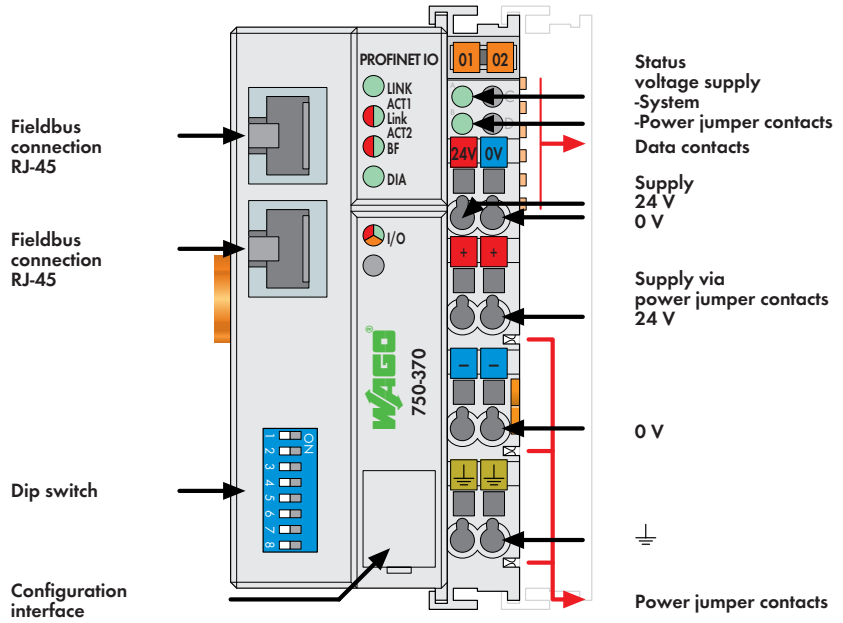 Fieldbus
connection
RJ-45
Fieldbus
connection
RJ-45
Dip switch
Configuration
interface
PROFINET IO
LINK
ACT1
Link
ACT2
BF
DIA
I/O
WAGO
®
750-370
ON
1
2
3
4
5
6
7
8
01 02
A C
B D
24V 0V
+ +
– –
Status
voltage supply
-System
-Power jumper contacts
Data contacts
Supply
24 V
0 V
Supply via
power jumper contacts
24 V
0 V
Power jumper contacts